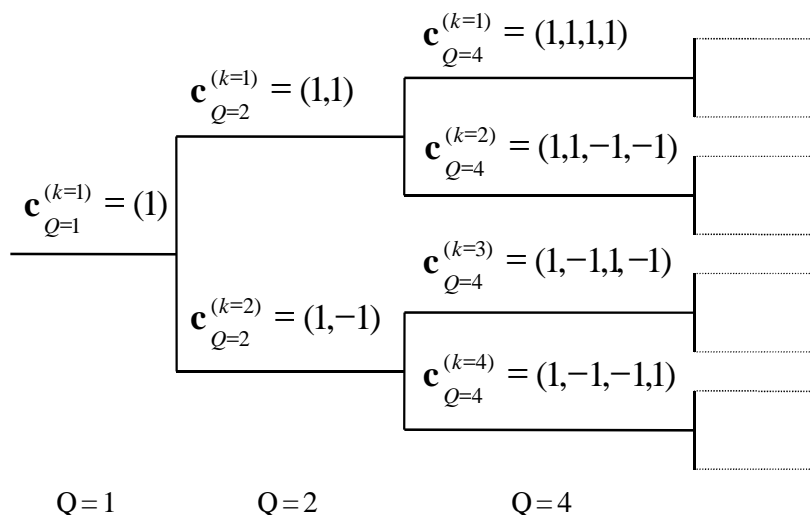 c_{Q=4}^{(k=1)} = (1,1,1,1)
c_{Q=2}^{(k=1)} = (1,1)
c_{Q=4}^{(k=2)} = (1,1,−1,−1)
c_{Q=1}^{(k=1)} = (1)
c_{Q=4}^{(k=3)} = (1,−1,1,−1)
c_{Q=2}^{(k=2)} = (1,−1)
c_{Q=4}^{(k=4)} = (1,−1,−1,1)
Q = 1 Q = 2 Q = 4